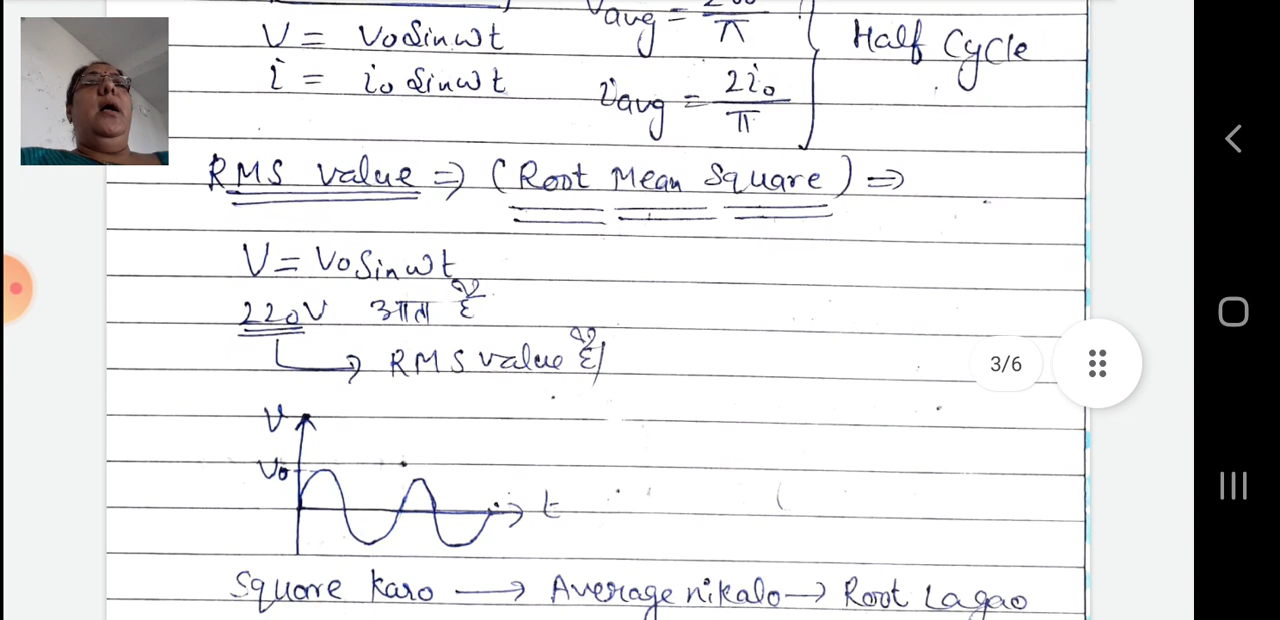 V = V₀ Sin ωt
Vavg = 2V₀/π
Half Cycle
i = i₀ Sin ωt
iavg = 2i₀/π
RMS value ⇒ (Root Mean Square) ⇒
V = V₀ Sin ωt
220V आता है
RMS value है।
3/6
V
V₀
t
Square Karo → Average nikalo → Root Lagao